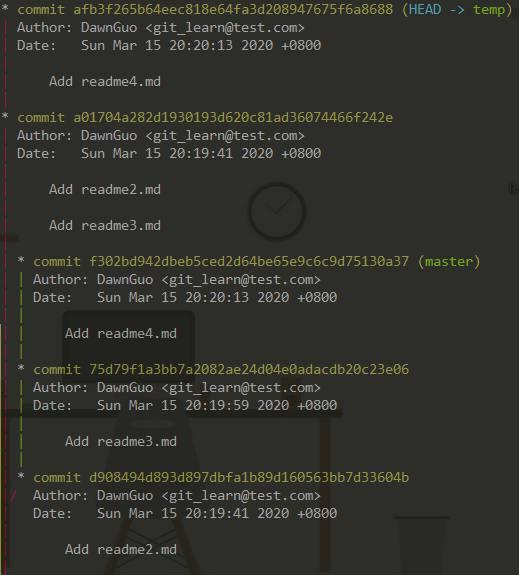 * commit afb3f265b64eec818e64fa3d208947675f6a8688 (HEAD -> temp)
| Author: DawnGuo <git_learn@test.com>
| Date:   Sun Mar 15 20:20:13 2020 +0800
|
|     Add readme4.md
|
* commit a01704a282d1930193d620c81ad36074466f242e
| Author: DawnGuo <git_learn@test.com>
| Date:   Sun Mar 15 20:19:41 2020 +0800
|
|     Add readme2.md
|
|     Add readme3.md
|
| * commit f302bd942dbeb5ced2d64be65e9c6c9d75130a37 (master)
| | Author: DawnGuo <git_learn@test.com>
| | Date:   Sun Mar 15 20:20:13 2020 +0800
| |
| |     Add readme4.md
| |
| * commit 75d79f1a3bb7a2082ae24d04e0adacdb20c23e06
| | Author: DawnGuo <git_learn@test.com>
| | Date:   Sun Mar 15 20:19:59 2020 +0800
| |
| |     Add readme3.md
| |
| * commit d908494d893d897dbfa1b89d160563bb7d33604b
|/  Author: DawnGuo <git_learn@test.com>
|   Date:   Sun Mar 15 20:19:41 2020 +0800
|
|       Add readme2.md